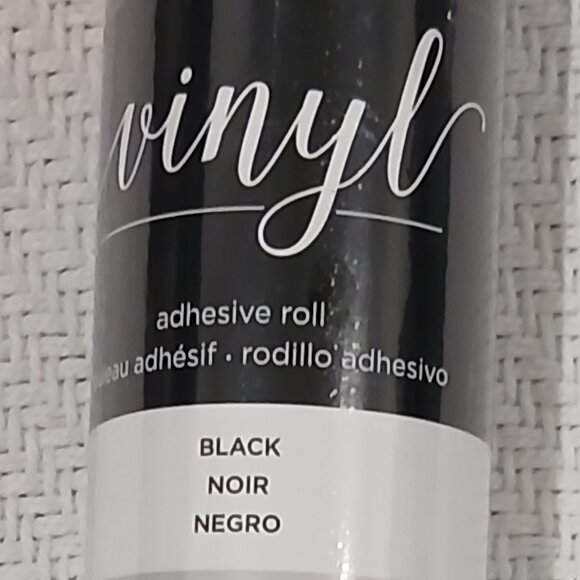 vinyl
adhesive roll
adhésif • rodillo adhesivo
BLACK
NOIR
NEGRO